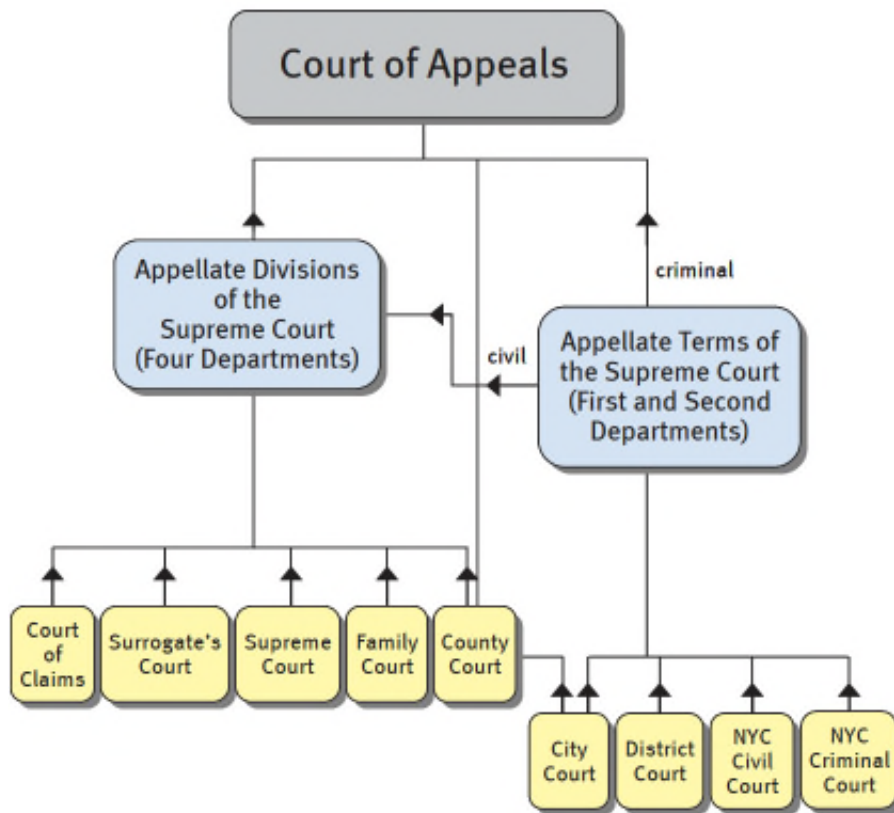 Court of Appeals
Appellate Divisions
of the
Supreme Court
(Four Departments)
criminal
civil
Appellate Terms of
the Supreme Court
(First and Second
Departments)
Court
of
Claims
Surrogate's
Court
Supreme
Court
Family
Court
County
Court
City
Court
District
Court
NYC
Civil
Court
NYC
Criminal
Court